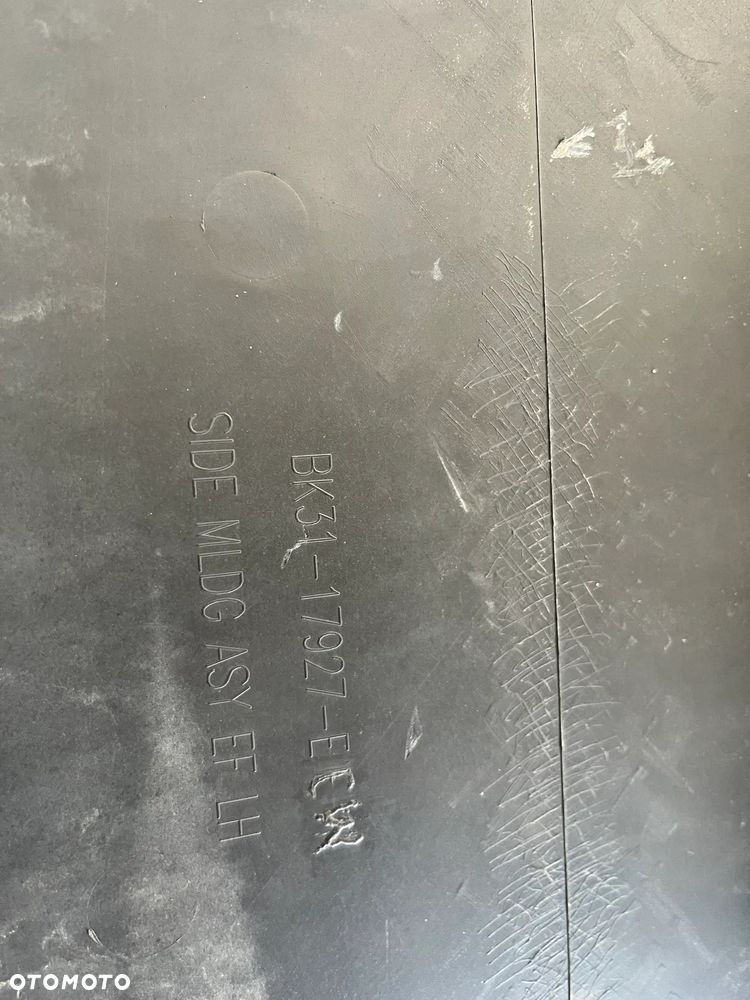 BK31-17927-E
SIDE MLDG ASY EF LH
OTOMOTO